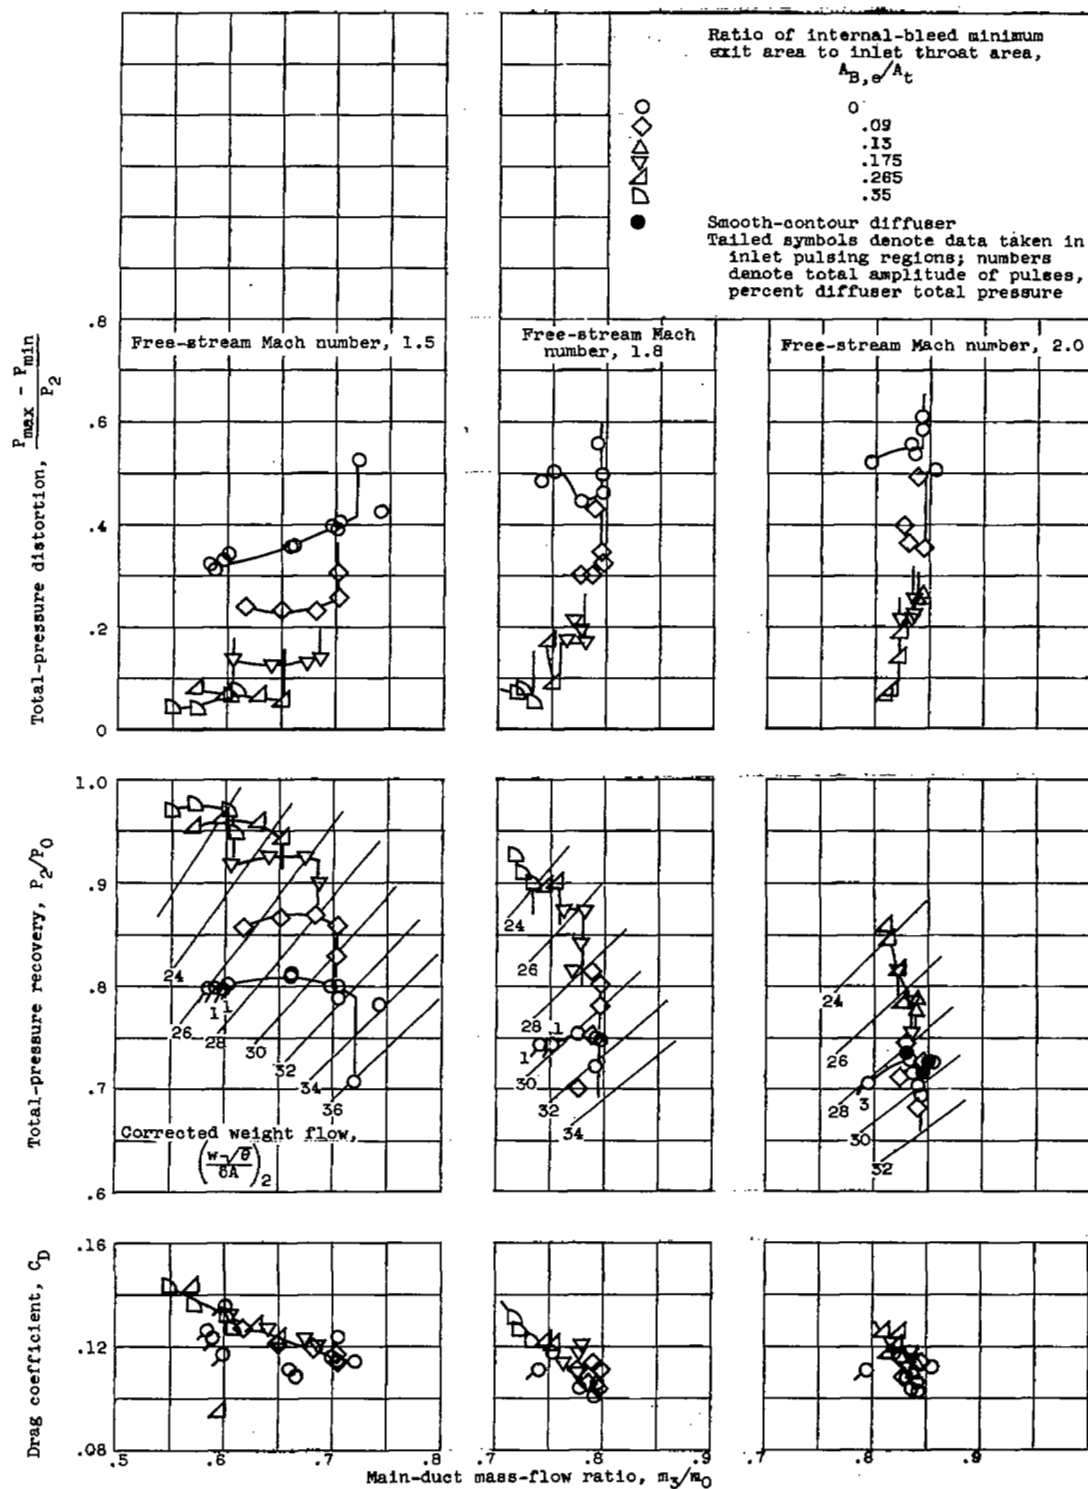 Ratio of internal-bleed minimum
exit area to inlet throat area,
A_B,e/A_t
0
.09
.13
.175
.265
.35
Smooth-contour diffuser
Tailed symbols denote data taken in
inlet pulsing regions; numbers
denote total amplitude of pulses,
percent diffuser total pressure
Total-pressure distortion, (P_max - P_min)/P_2
.8
.6
.4
.2
0
Free-stream Mach number, 1.5
Free-stream Mach
number, 1.8
Free-stream Mach number, 2.0
Total-pressure recovery, P_2/P_0
1.0
.9
.8
.7
.6
24
26
1 1
28
30
32
34
36
Corrected weight flow,
(w√θ/δA)_2
24
26
28
1
1
30
32
34
24
26
28
3
30
32
Drag coefficient, C_D
.16
.12
.08
.5
.6
.7
.8
.7
.8
.9
.7
.8
.9
Main-duct mass-flow ratio, m_3/m_0